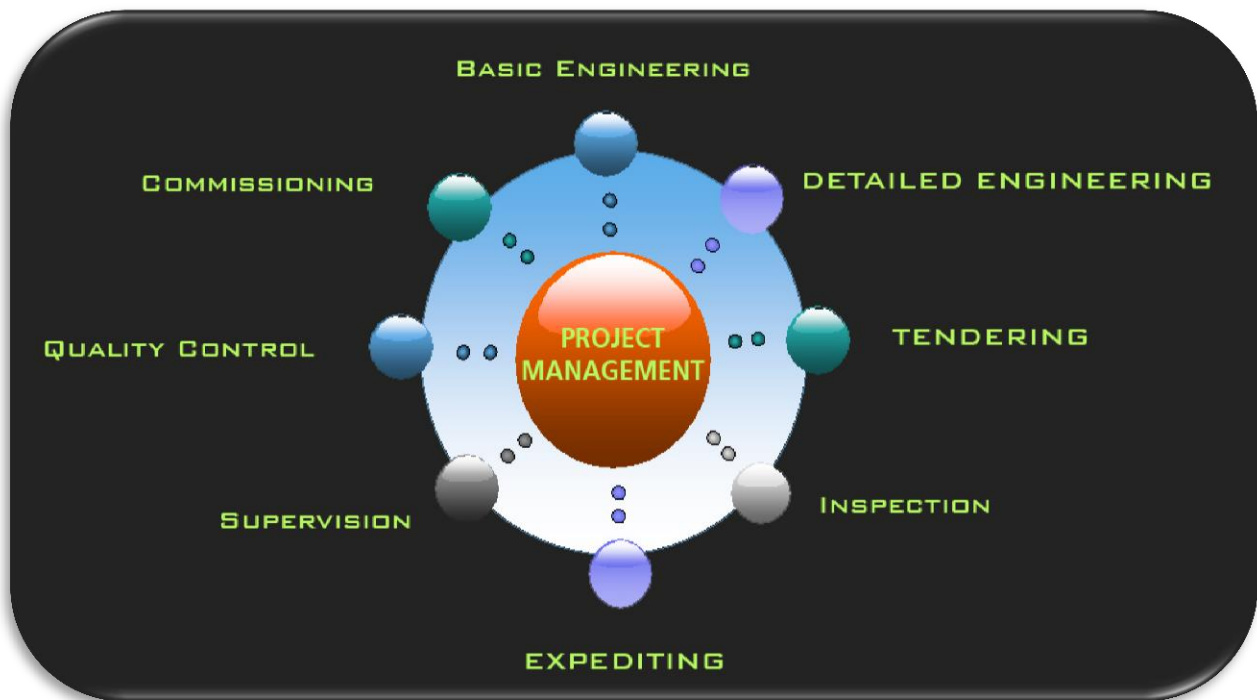 BASIC ENGINEERING
COMMISSIONING
DETAILED ENGINEERING
QUALITY CONTROL
PROJECT
MANAGEMENT
TENDERING
SUPERVISION
INSPECTION
EXPEDITING